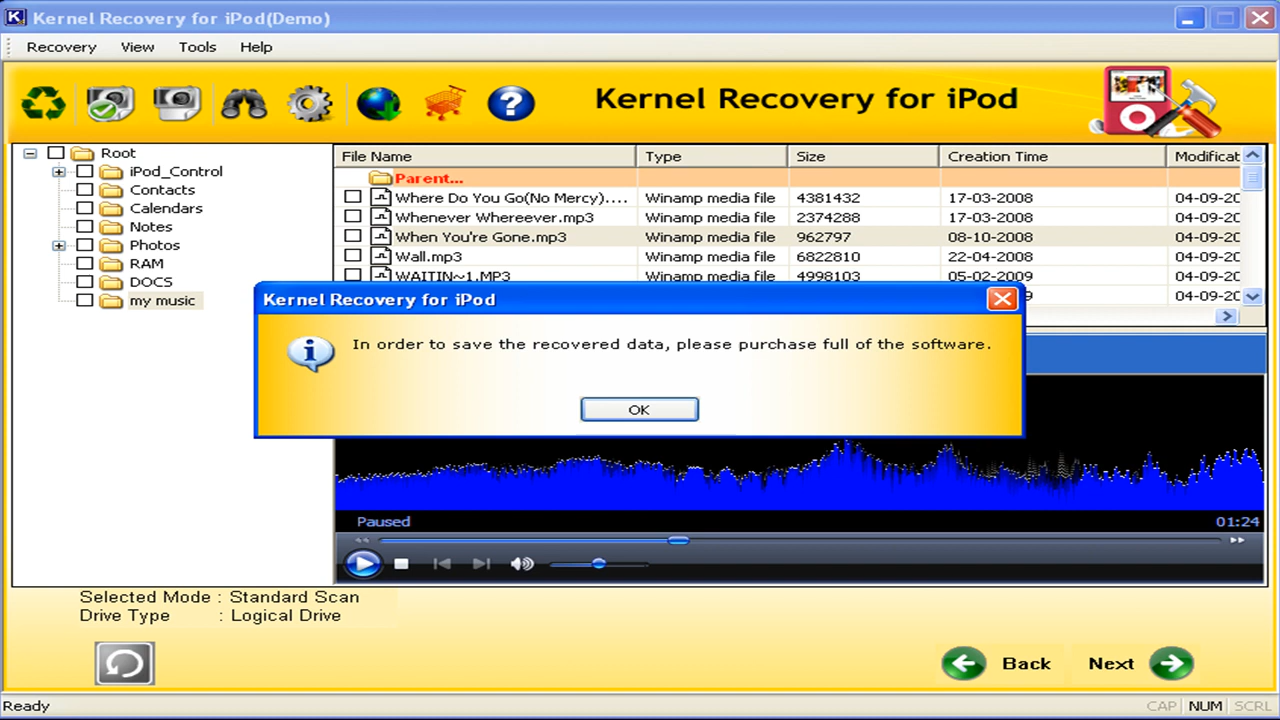 Kernel Recovery for iPod(Demo)
Recovery View Tools Help
Kernel Recovery for iPod
Root
iPod_Control
Contacts
Calendars
Notes
Photos
RAM
DOCS
my music
File Name Type Size Creation Time Modificat
Parent...
Where Do You Go(No Mercy).... Winamp media file 4381432 17-03-2008 04-09-20
Whenever Whereever.mp3 Winamp media file 2374288 17-03-2008 04-09-20
When You're Gone.mp3 Winamp media file 962797 08-10-2008 04-09-20
Wall.mp3 Winamp media file 6822810 22-04-2008 04-09-20
WAITIN~1.MP3 Winamp media file 4998103 05-02-2009 04-09-20
9 04-09-20
Kernel Recovery for iPod
In order to save the recovered data, please purchase full of the software.
OK
Paused 01:24
Selected Mode : Standard Scan
Drive Type : Logical Drive
Back Next
Ready CAP NUM SCRL